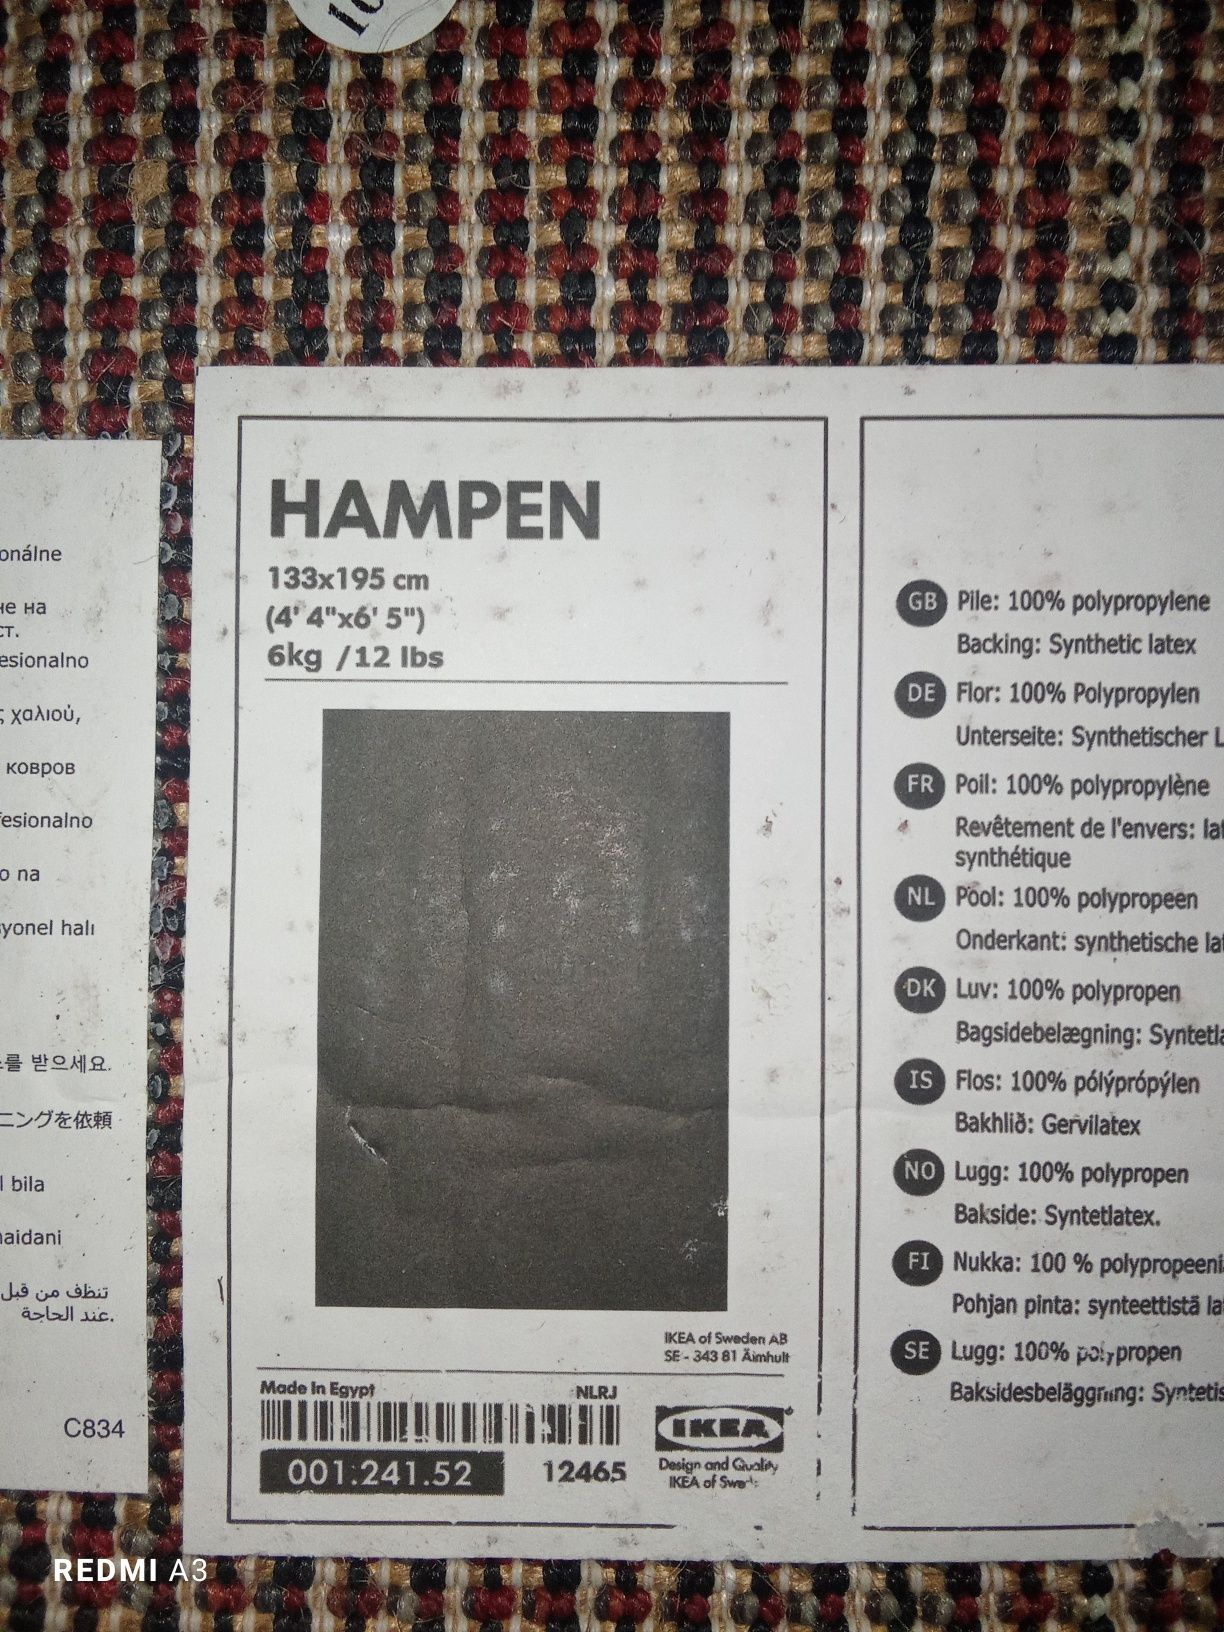 10
onálne
не на
ст.
esionalno
ς χαλιού,
ковров
fesionalno
o na
syonel halı
를 받으세요.
ニングを依頼
l bila
naidani
تنظف من قبل
عند الحاجة.
C834
HAMPEN
133x195 cm
(4' 4"x6' 5")
6kg /12 lbs
IKEA of Sweden AB
SE - 343 81 Älmhult
Made in Egypt NLRJ
001.241.52 12465
IKEA
Design and Quality
IKEA of Swe
GB Pile: 100% polypropylene
Backing: Synthetic latex
DE Flor: 100% Polypropylen
Unterseite: Synthetischer L
FR Poil: 100% polypropylène
Revêtement de l'envers: lat
synthétique
NL Pool: 100% polypropeen
Onderkant: synthetische lat
DK Luv: 100% polypropen
Bagsidebelægning: Syntetla
IS Flos: 100% pólýprópýlen
Bakhlið: Gervilatex
NO Lugg: 100% polypropen
Bakside: Syntetlatex.
FI Nukka: 100 % polypropeeni
Pohjan pinta: synteettistä la
SE Lugg: 100% polypropen
Baksidesbeläggning: Syntetis
REDMI A3